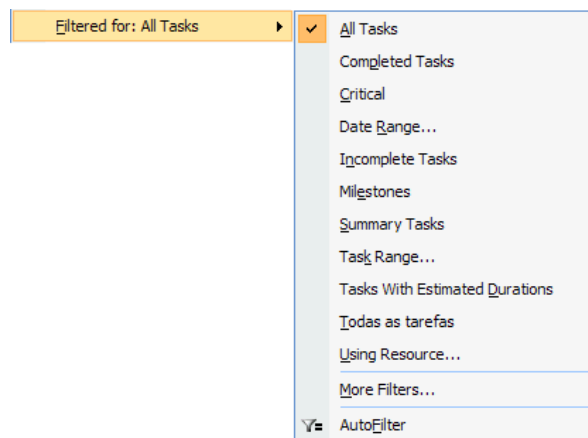 Filtered for: All Tasks
All Tasks
Completed Tasks
Critical
Date Range...
Incomplete Tasks
Milestones
Summary Tasks
Task Range...
Tasks With Estimated Durations
Todas as tarefas
Using Resource...
More Filters...
AutoFilter